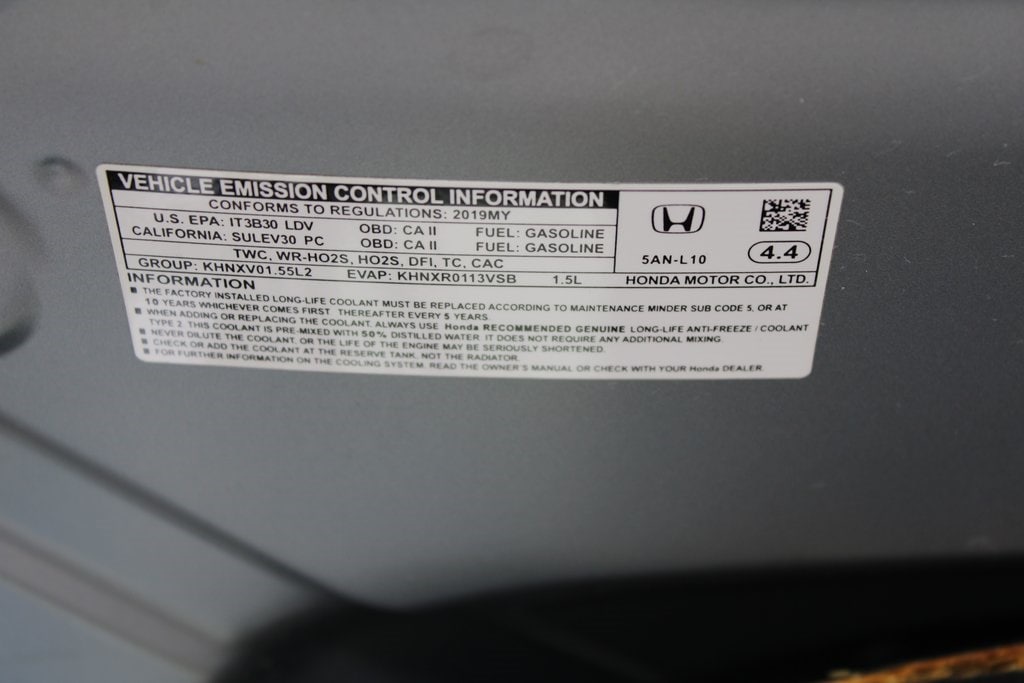 VEHICLE EMISSION CONTROL INFORMATION
CONFORMS TO REGULATIONS: 2019MY
U.S. EPA: IT3B30 LDV OBD: CA II FUEL: GASOLINE
CALIFORNIA: SULEV30 PC OBD: CA II FUEL: GASOLINE
TWC, WR-HO2S, HO2S, DFI, TC, CAC
GROUP: KHNXV01.55L2 EVAP: KHNXR0113VSB 1.5L
5AN-L10
4.4
HONDA MOTOR CO., LTD.
INFORMATION
■ THE FACTORY INSTALLED LONG-LIFE COOLANT MUST BE REPLACED ACCORDING TO MAINTENANCE MINDER SUB CODE 5, OR AT
10 YEARS WHICHEVER COMES FIRST THEREAFTER EVERY 5 YEARS.
■ WHEN ADDING OR REPLACING THE COOLANT, ALWAYS USE Honda RECOMMENDED GENUINE LONG-LIFE ANTI-FREEZE / COOLANT
TYPE 2. THIS COOLANT IS PRE-MIXED WITH 50% DISTILLED WATER IT DOES NOT REQUIRE ANY ADDITIONAL MIXING.
■ NEVER DILUTE THE COOLANT, OR THE LIFE OF THE ENGINE MAY BE SERIOUSLY SHORTENED.
■ CHECK OR ADD THE COOLANT AT THE RESERVE TANK, NOT THE RADIATOR.
■ FOR FURTHER INFORMATION ON THE COOLING SYSTEM, READ THE OWNER'S MANUAL OR CHECK WITH YOUR Honda DEALER.